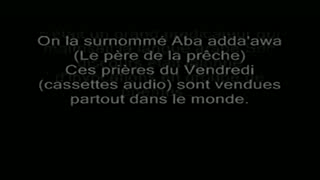 On la surnommé Aba adda'awa
(Le père de la prêche)
Ces prières du Vendredi
(cassettes audio) sont vendues
partout dans le monde.